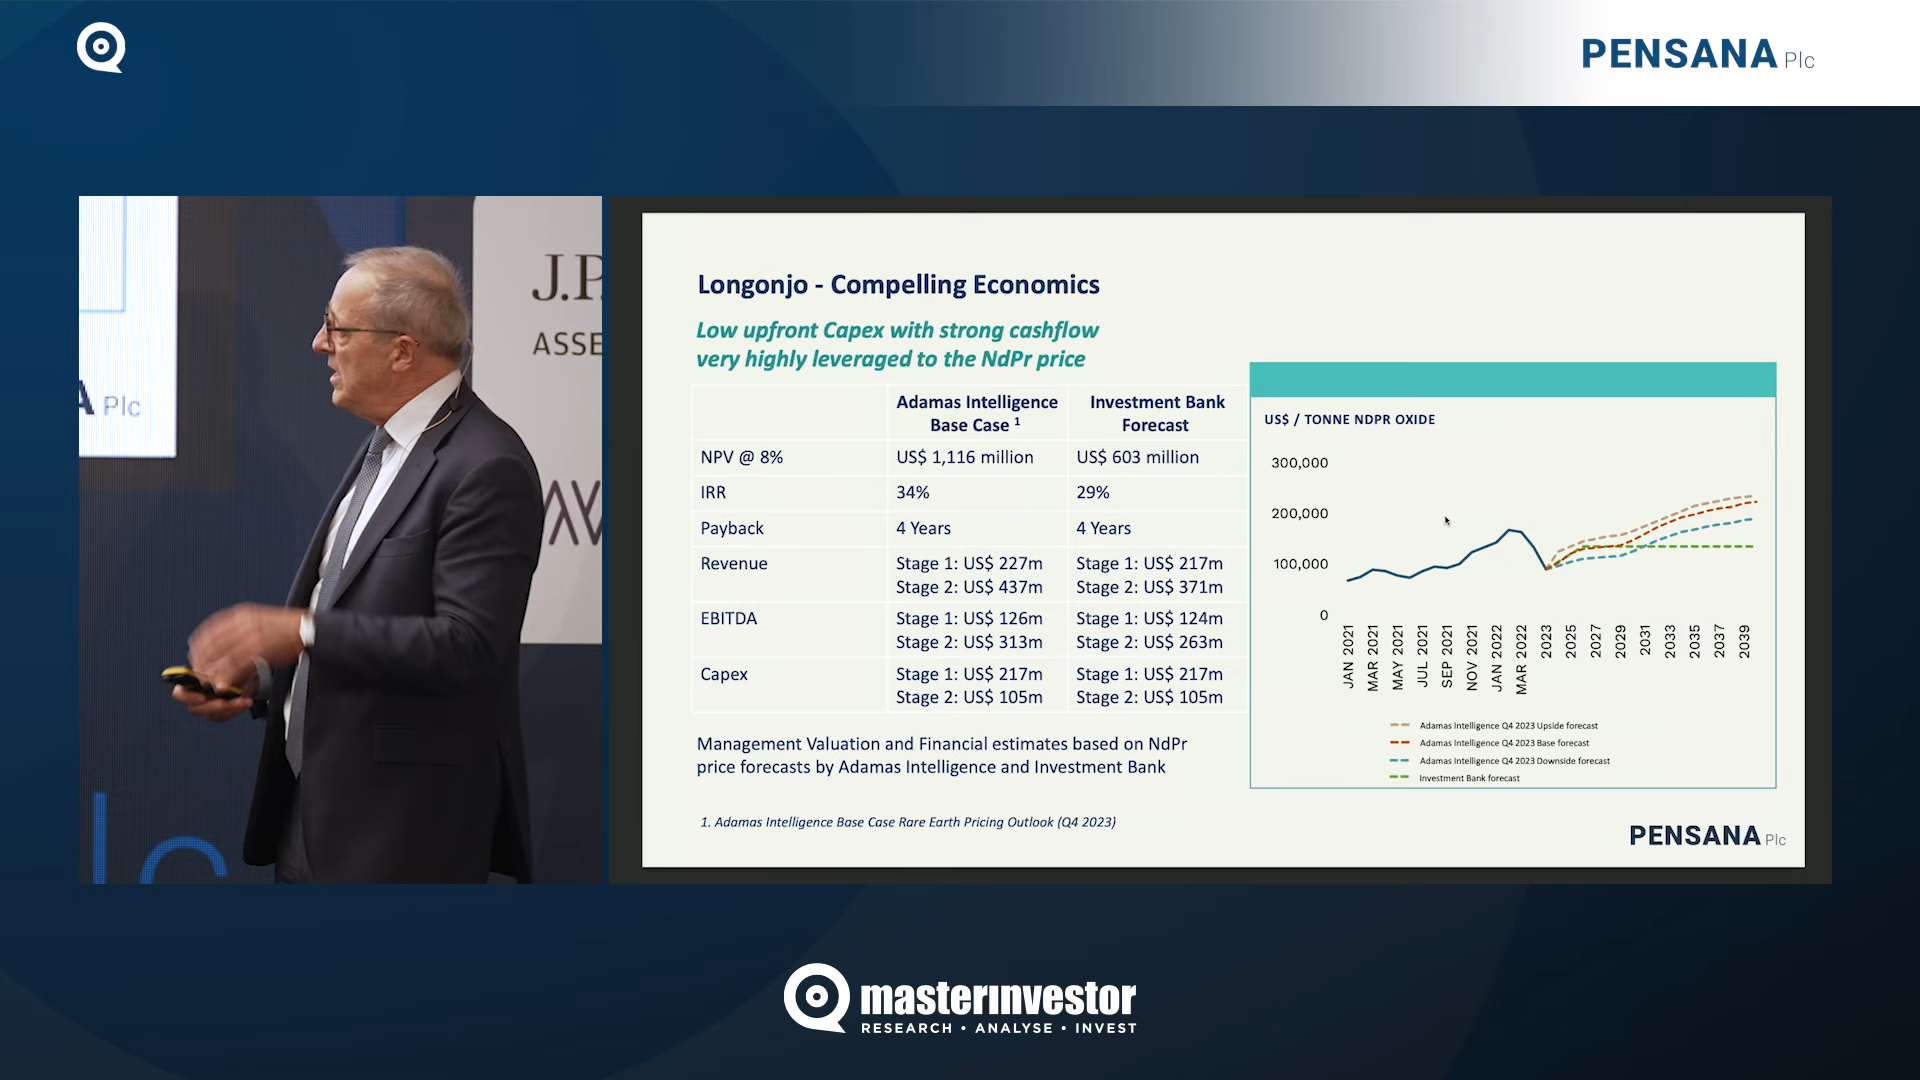 PENSANA Plc
J.P
ASSE
A Plc
AV
lc
Longonjo - Compelling Economics
Low upfront Capex with strong cashflow
very highly leveraged to the NdPr price
Adamas Intelligence
Base Case 1
Investment Bank
Forecast
NPV @ 8% US$ 1,116 million US$ 603 million
IRR 34% 29%
Payback 4 Years 4 Years
Revenue Stage 1: US$ 227m Stage 1: US$ 217m
Stage 2: US$ 437m Stage 2: US$ 371m
EBITDA Stage 1: US$ 126m Stage 1: US$ 124m
Stage 2: US$ 313m Stage 2: US$ 263m
Capex Stage 1: US$ 217m Stage 1: US$ 217m
Stage 2: US$ 105m Stage 2: US$ 105m
Management Valuation and Financial estimates based on NdPr
price forecasts by Adamas Intelligence and Investment Bank
1. Adamas Intelligence Base Case Rare Earth Pricing Outlook (Q4 2023)
US$ / TONNE NDPR OXIDE
300,000
200,000
100,000
0
JAN 2021
MAR 2021
MAY 2021
JUL 2021
SEP 2021
NOV 2021
JAN 2022
MAR 2022
2023
2025
2027
2029
2031
2033
2035
2037
2039
Adamas Intelligence Q4 2023 Upside forecast
Adamas Intelligence Q4 2023 Base forecast
Adamas Intelligence Q4 2023 Downside forecast
Investment Bank forecast
PENSANA Plc
masterinvestor
RESEARCH • ANALYSE • INVEST